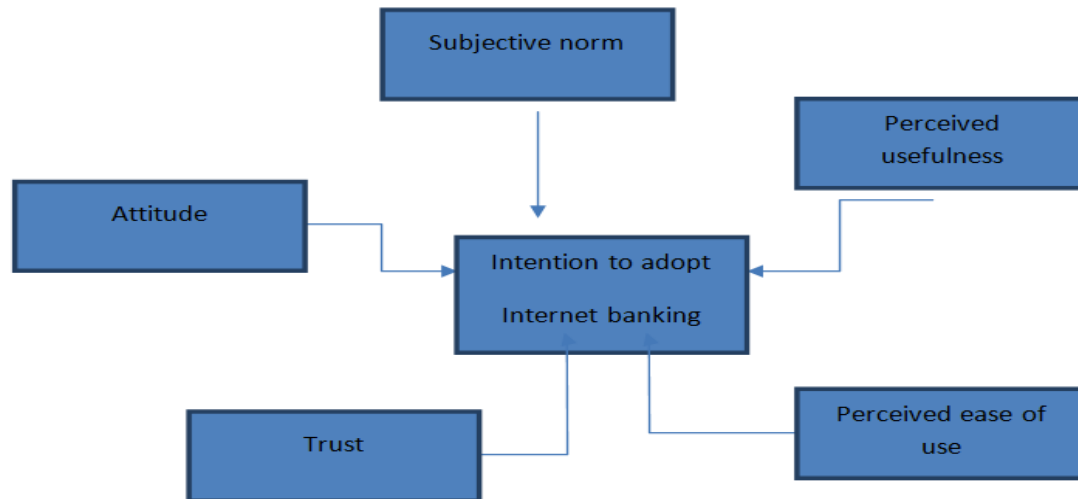 Subjective norm
Perceived
usefulness
Attitude
Intention to adopt
Internet banking
Trust
Perceived ease of
use